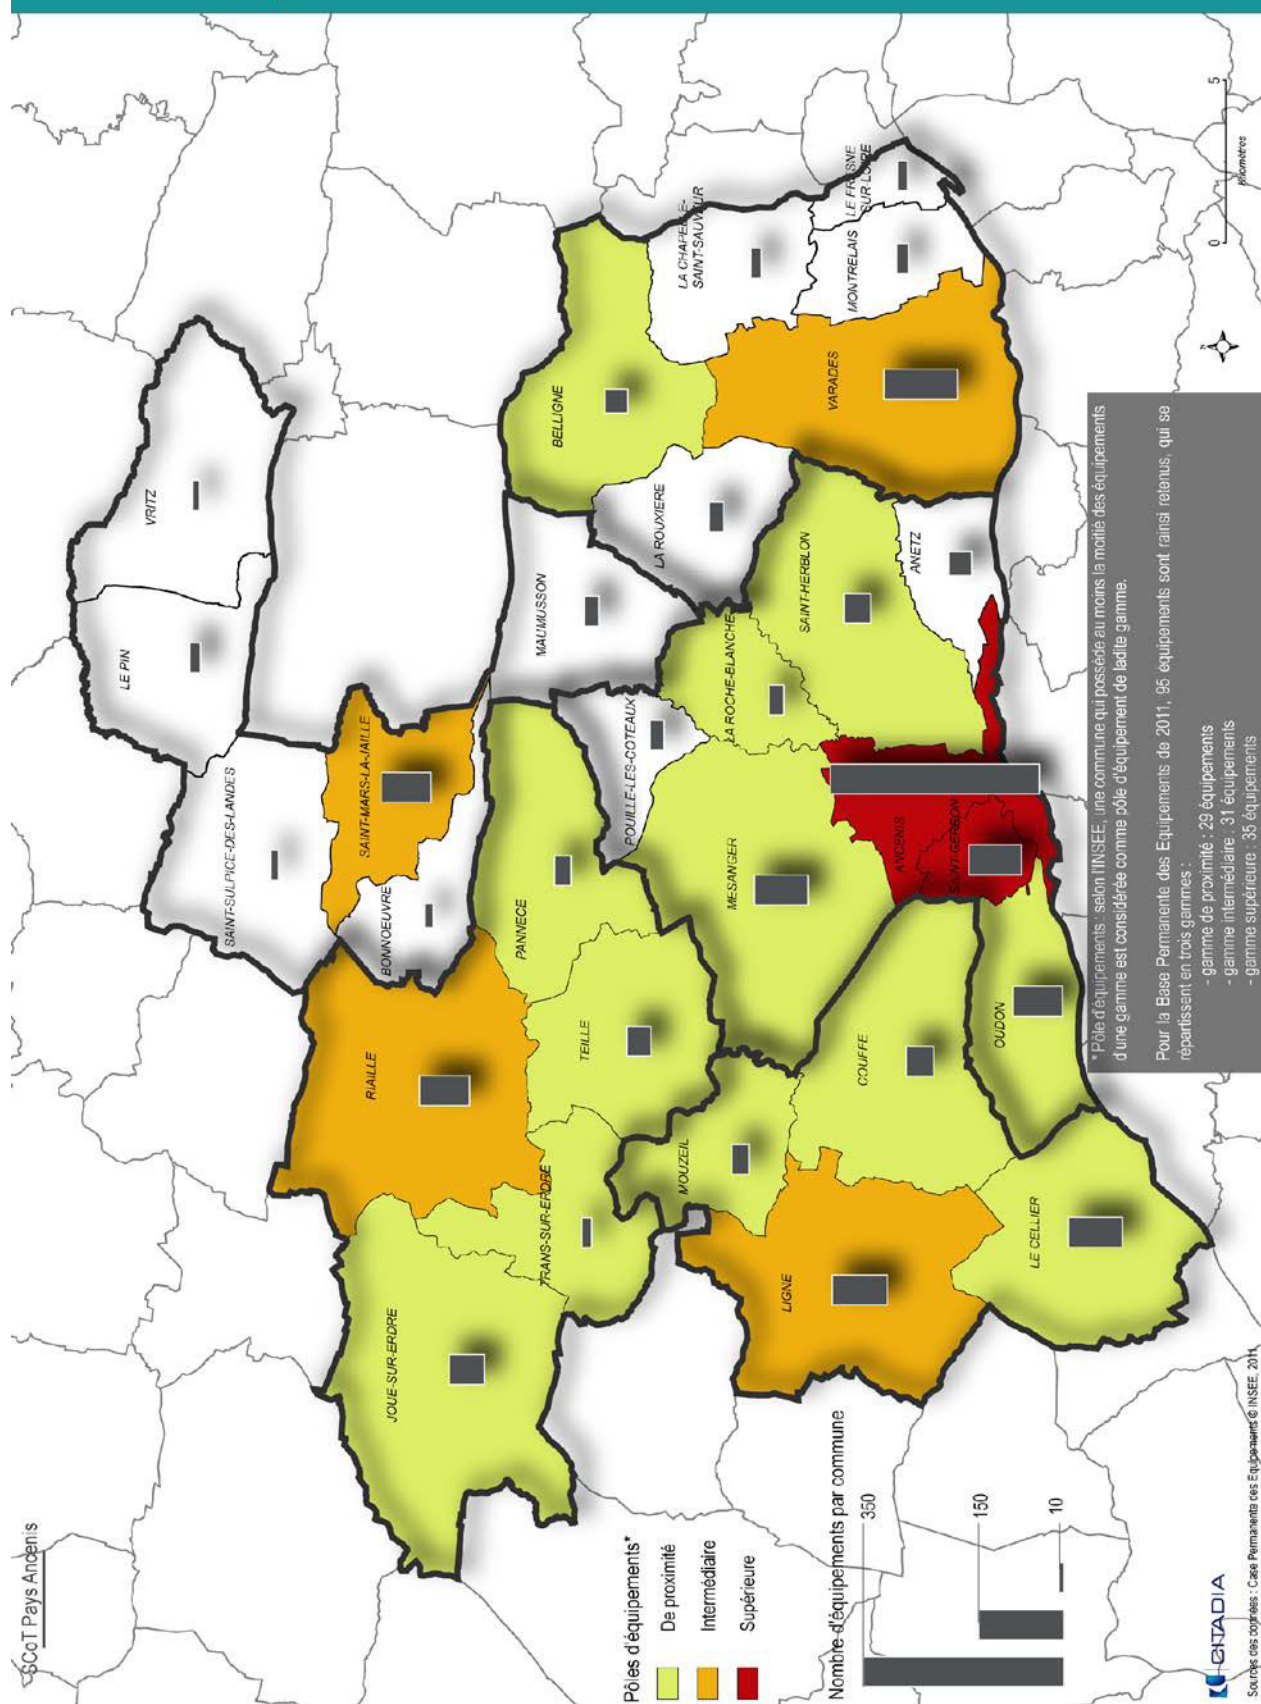 SCoT Pays Ancenis
VRITZ
LE PIN
SAINT-SULPICE-DES-LANDES
SAINT-MARS-LA-JAILLE
BONNOEUVRE
RIAILLE
JOUE-SUR-ERDRE
TRANS-SUR-ERDRE
TEILLE
PANNECE
MAUMUSSON
POUILLE-LES-COTEAUX
BELLIGNE
LA ROUXIERE
LA CHAPELLE-
SAINT-SAUVEUR
MONTRELAIS
LE FRESNE
SUR-LOIRE
VARADES
LA ROCHE-BLANCHE
SAINT-HERBLON
ANETZ
MESANGER
ANCENIS
SAINT-GEREON
MOUZEIL
COUFFE
OUDON
LIGNE
LE CELLIER
Pôles d'équipements*
De proximité
Intermédiaire
Supérieure
Nombre d'équipements par commune
350
150
10
* Pôle d'équipements : selon l'INSEE, une commune qui possède au moins la moitié des équipements
d'une gamme est considérée comme pôle d'équipement de ladite gamme.
Pour la Base Permanente des Equipements de 2011, 95 équipements sont rainsi retenus, qui se
répartissent en trois gammes :
- gamme de proximité : 29 équipements
- gamme intermédiaire : 31 équipements
- gamme supérieure : 35 équipements
N
0 5
Kilomètres
CITADIA
Sources des données : Case Permanente des Equipements © INSEE, 2011